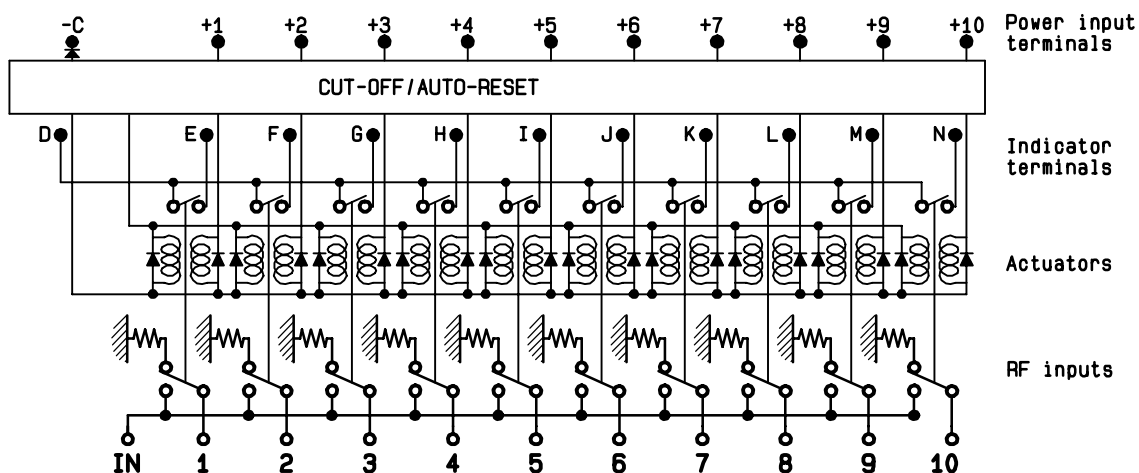 -C +1 +2 +3 +4 +5 +6 +7 +8 +9 +10 Power input
terminals
CUT-OFF/AUTO-RESET
D E F G H I J K L M N Indicator
terminals
Actuators
RF inputs
IN 1 2 3 4 5 6 7 8 9 10